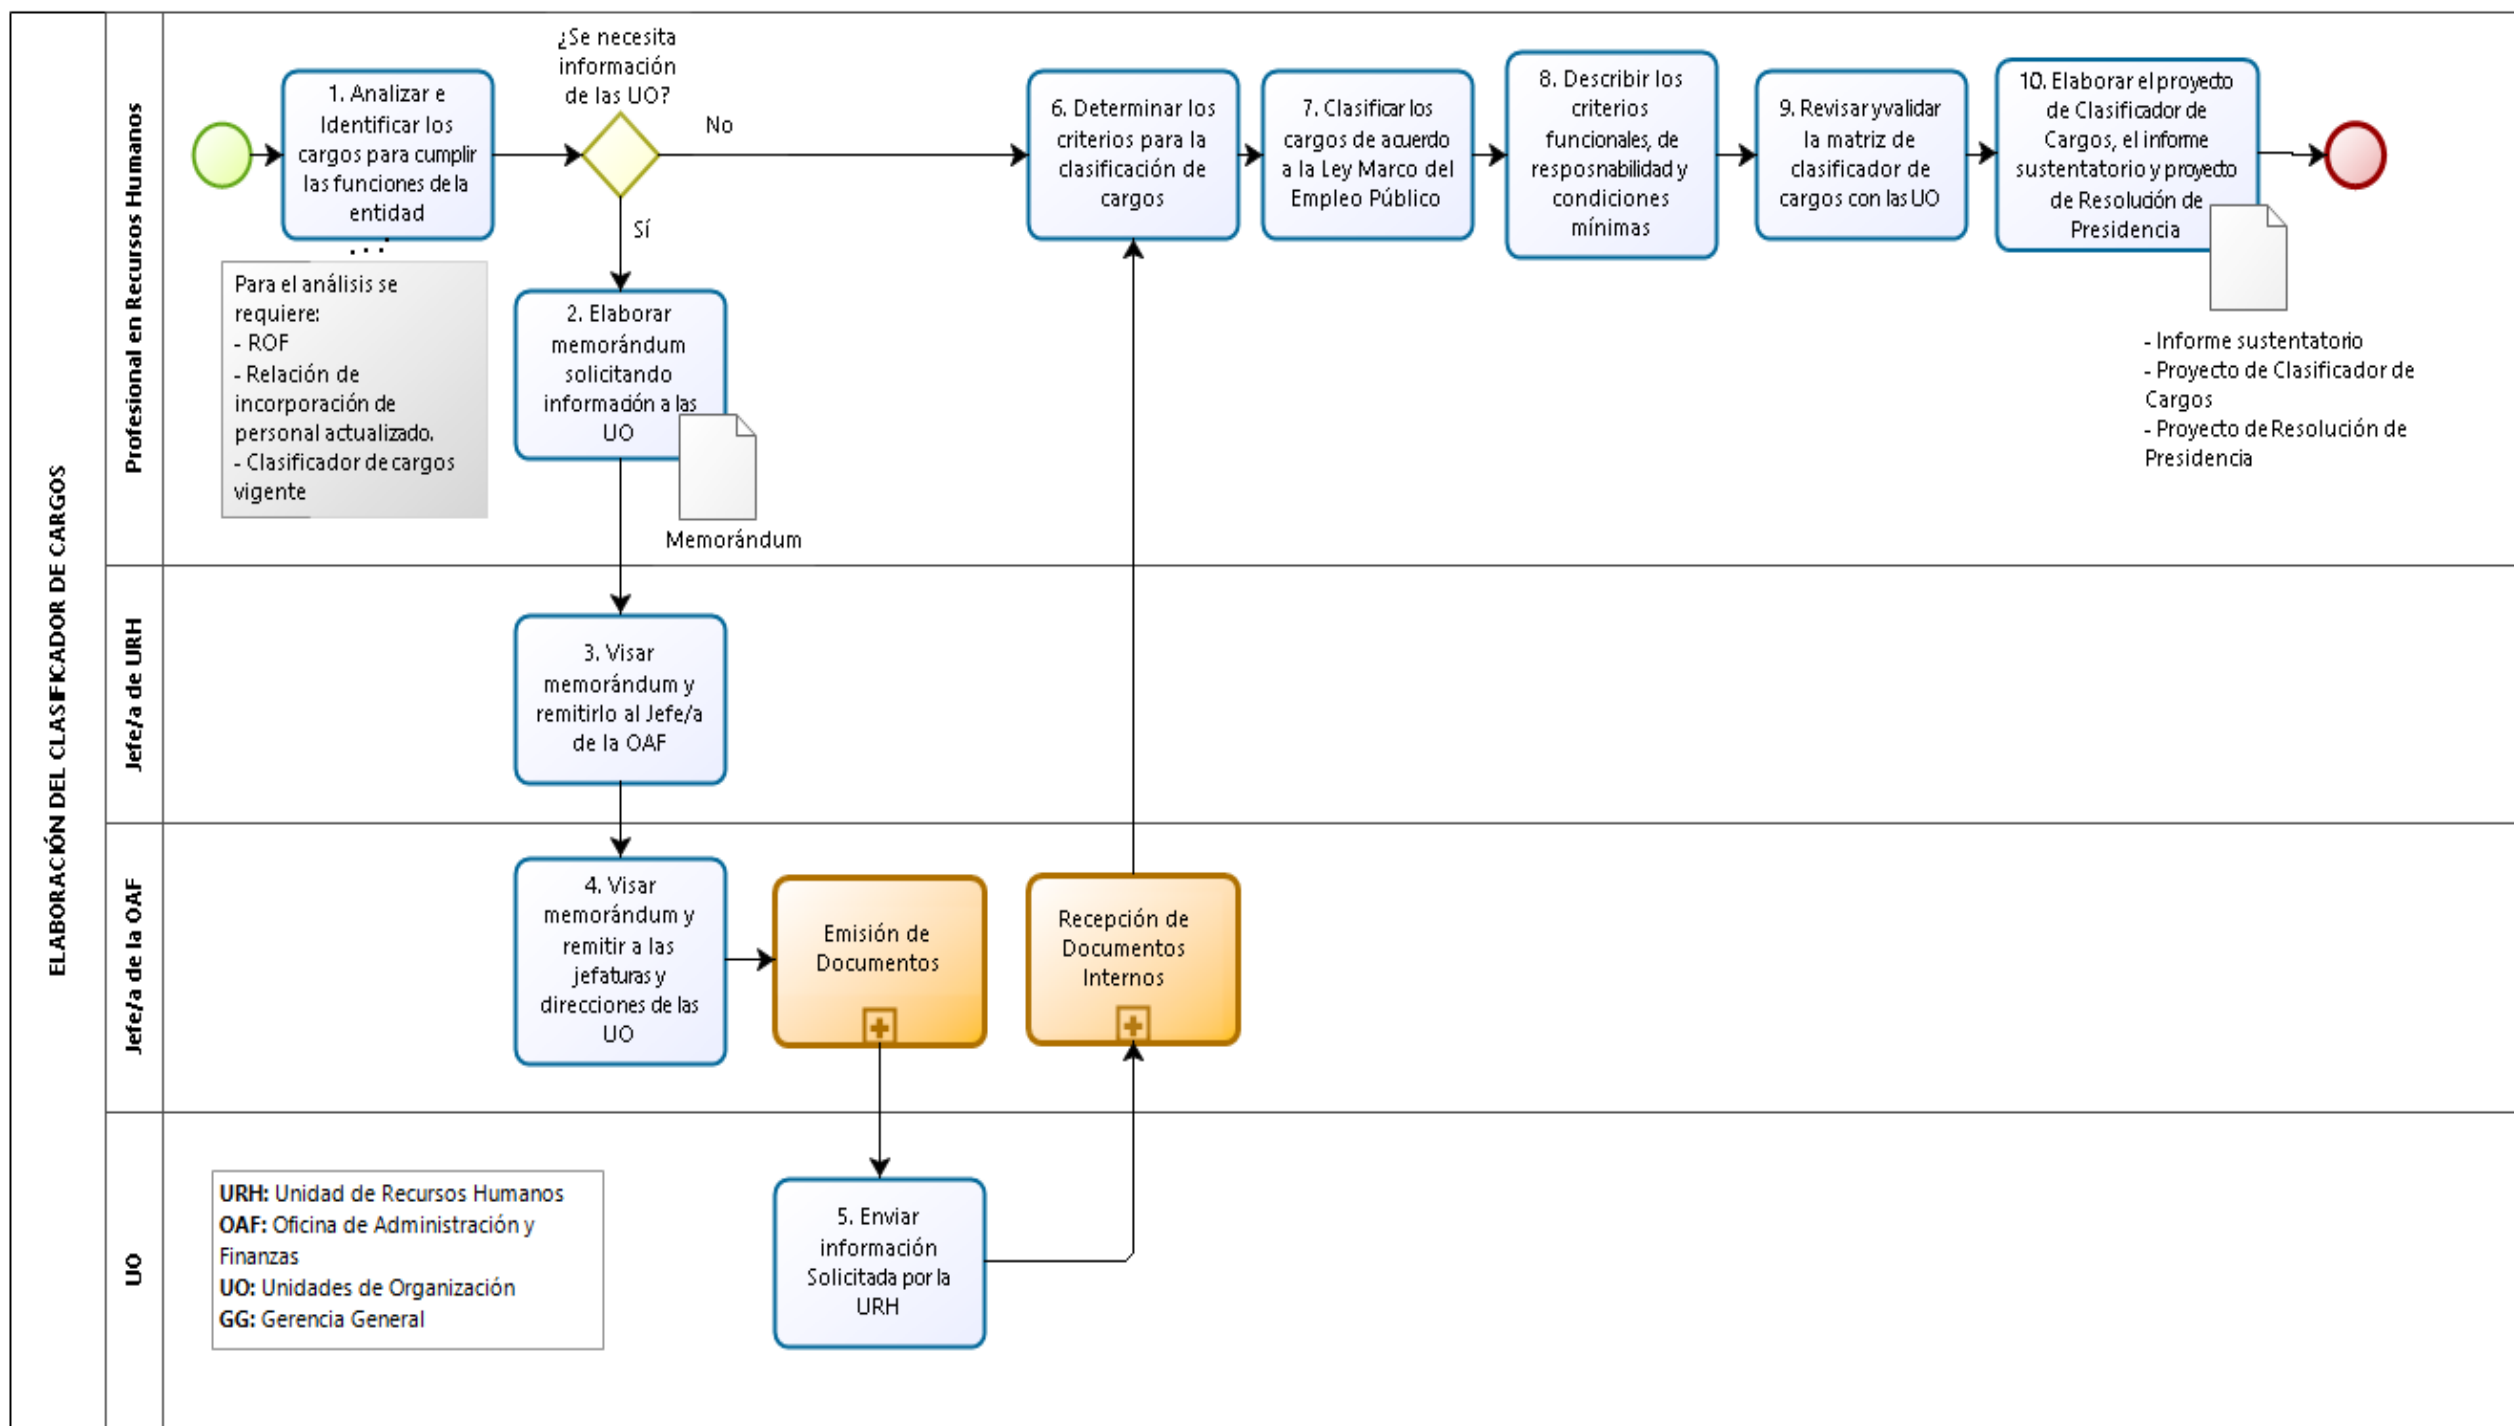 ELABORACIÓN DEL CLASIFICADOR DE CARGOS
Profesional en Recursos Humanos
1. Analizar e
Identificar los
cargos para cumplir
las funciones de la
entidad
Para el análisis se
requiere:
- ROF
- Relación de
incorporación de
personal actualizado.
- Clasificador de cargos
vigente
¿Se necesita
información
de las UO?
No
Sí
2. Elaborar
memorándum
solicitando
información a las
UO
Memorándum
6. Determinar los
criterios para la
clasificación de
cargos
7. Clasificar los
cargos de acuerdo
a la Ley Marco del
Empleo Público
8. Describir los
criterios
funcionales, de
resposnabilidad y
condiciones
mínimas
9. Revisar y validar
la matriz de
clasificador de
cargos con las UO
10. Elaborar el proyecto
de Clasificador de
Cargos, el informe
sustentatorio y proyecto
de Resolución de
Presidencia
- Informe sustentatorio
- Proyecto de Clasificador de
Cargos
- Proyecto de Resolución de
Presidencia
Jefe/a de URH
3. Visar
memorándum y
remitirlo al Jefe/a
de la OAF
Jefe/a de la OAF
4. Visar
memorándum y
remitir a las
jefaturas y
direcciones de las
UO
Emisión de
Documentos
Recepción de
Documentos
Internos
UO
URH: Unidad de Recursos Humanos
OAF: Oficina de Administración y
Finanzas
UO: Unidades de Organización
GG: Gerencia General
5. Enviar
información
Solicitada por la
URH